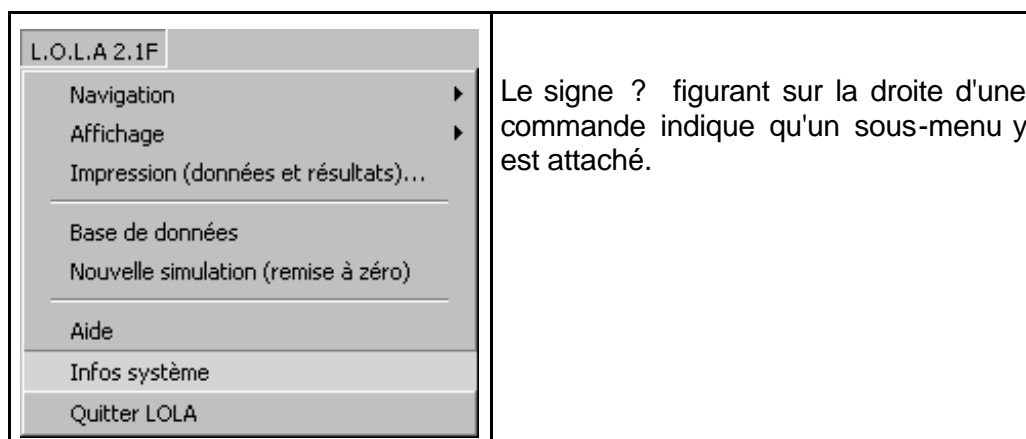 L.O.L.A 2.1F
Navigation
Affichage
Impression (données et résultats)...
Base de données
Nouvelle simulation (remise à zéro)
Aide
Infos système
Quitter LOLA
Le signe ? figurant sur la droite d'une
commande indique qu'un sous-menu y
est attaché.